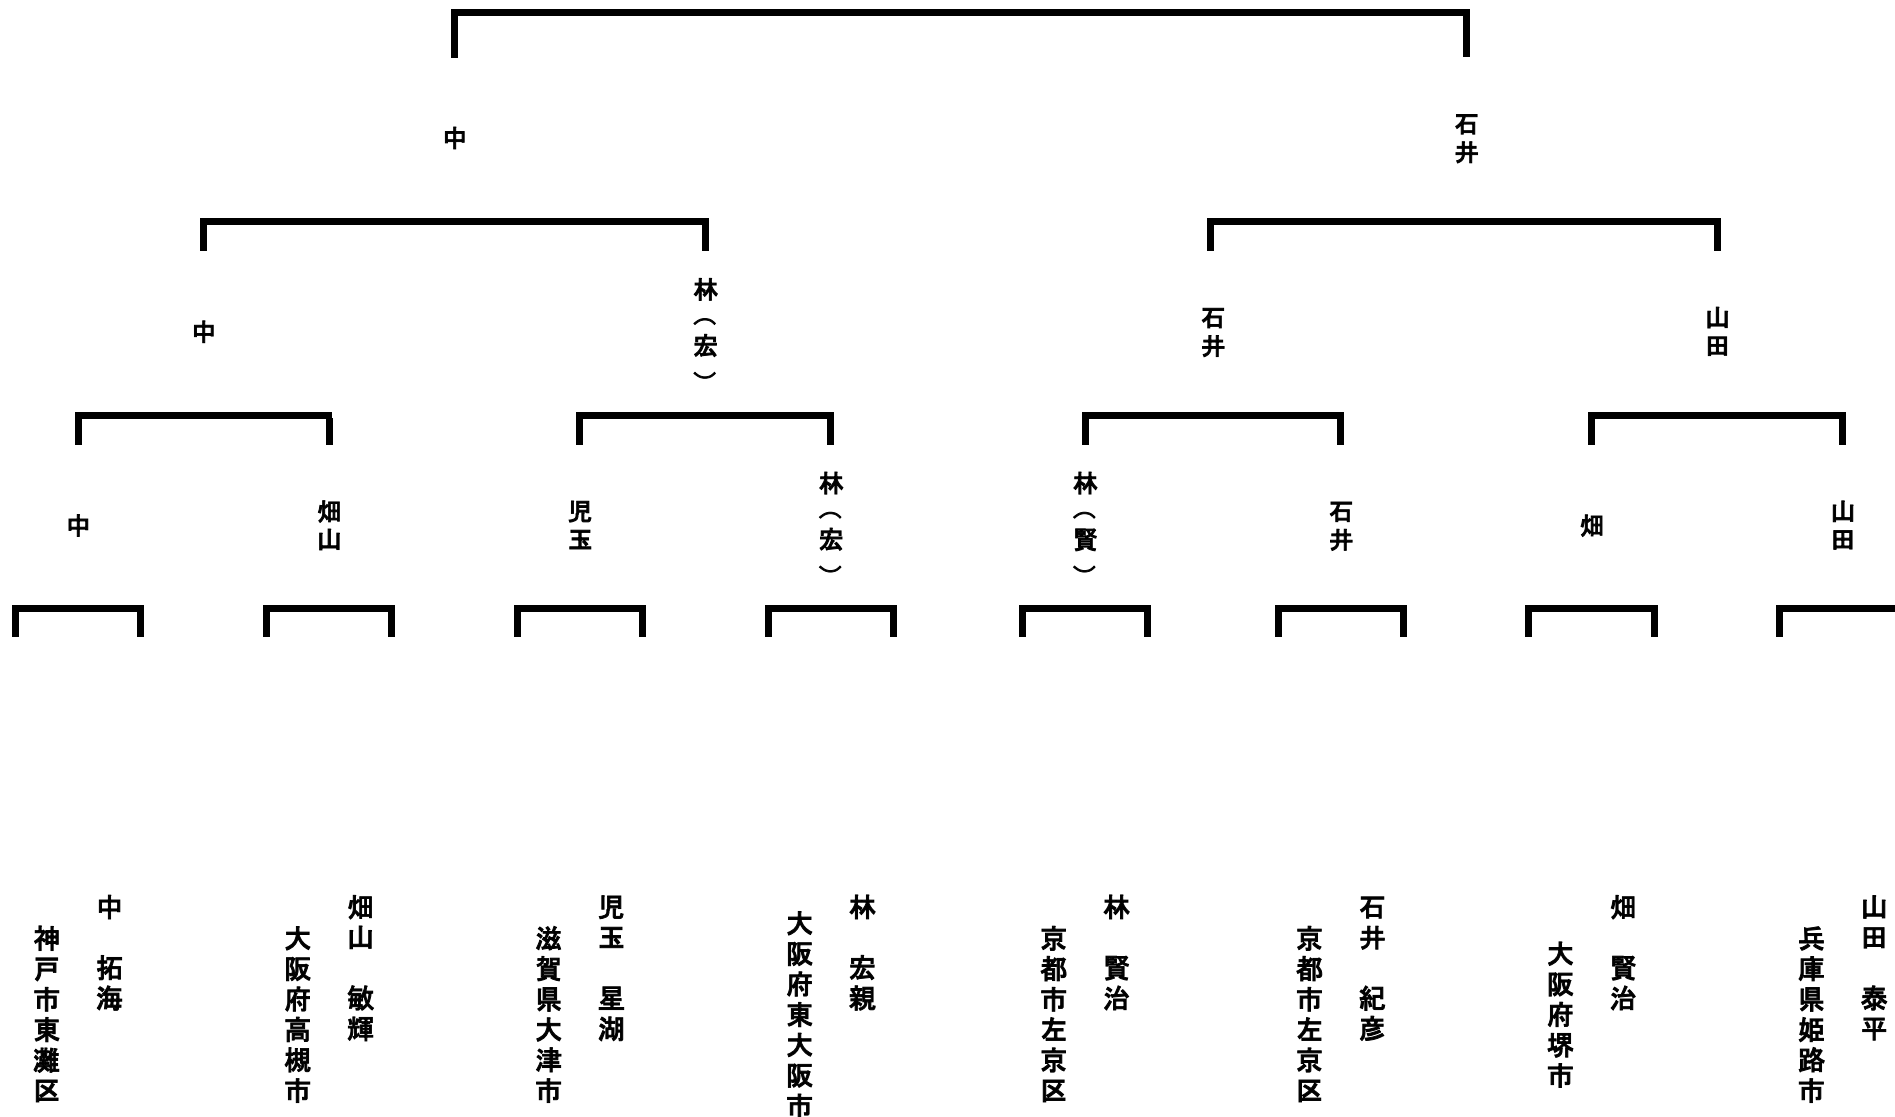 中
石井
中
林（宏）
石井
山田
中
畑山
児玉
林（宏）
林（賢）
石井
畑
山田
中　拓海
神戸市東灘区
畑山　敏輝
大阪府高槻市
児玉　星湖
滋賀県大津市
林　宏親
大阪府東大阪市
林　賢治
京都市左京区
石井　紀彦
京都市左京区
畑　賢治
大阪府堺市
山田　泰平
兵庫県姫路市